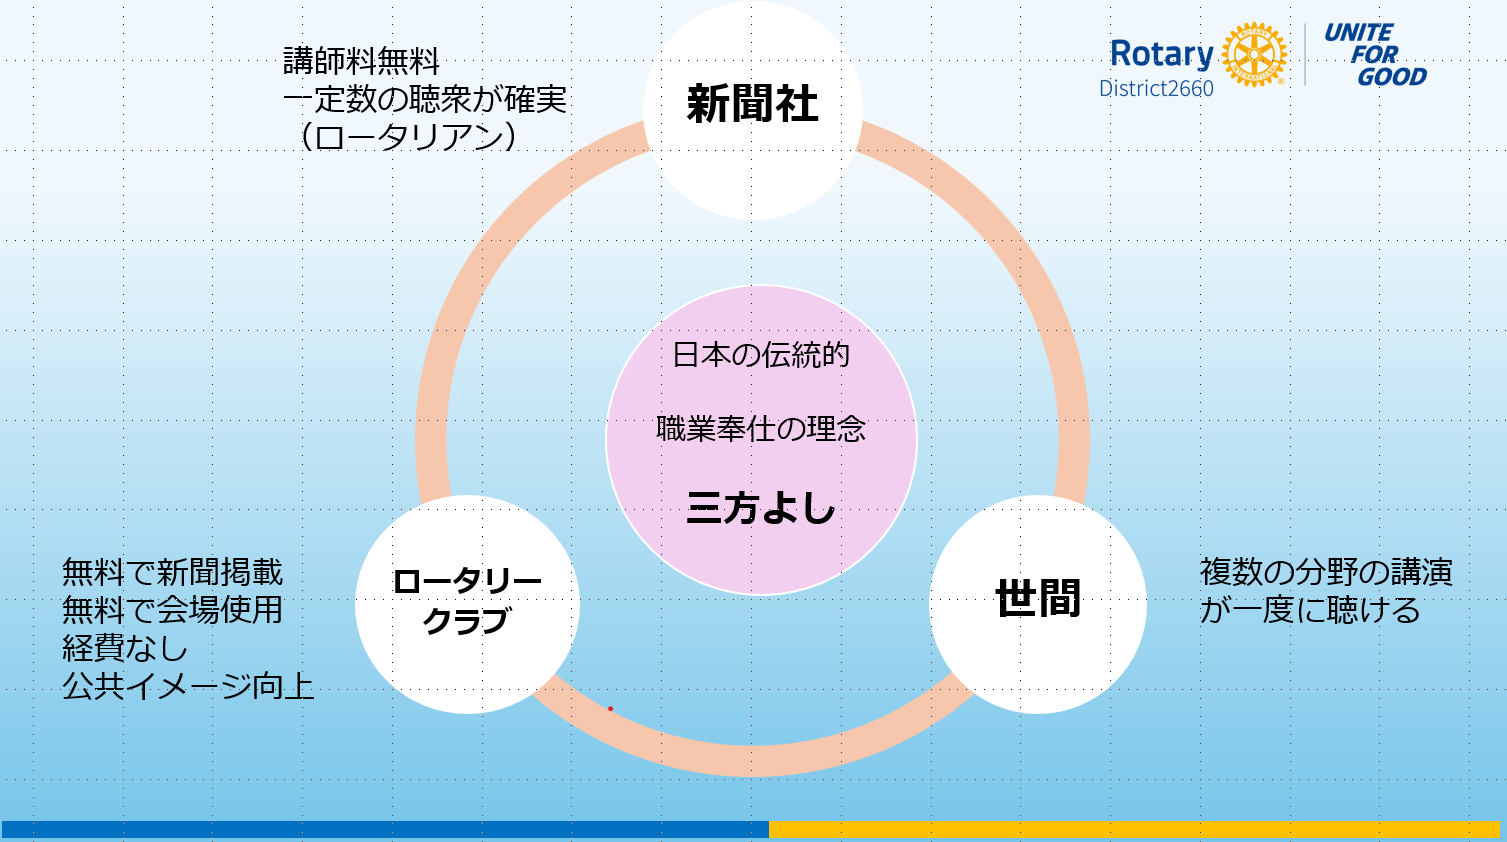 講師料無料
一定数の聴衆が確実
（ロータリアン）
新聞社
Rotary
District2660
ROTARY
INTERNATIONAL
UNITE
FOR
GOOD
日本の伝統的
職業奉仕の理念
三方よし
ロータリー
クラブ
無料で新聞掲載
無料で会場使用
経費なし
公共イメージ向上
世間
複数の分野の講演
が一度に聴ける